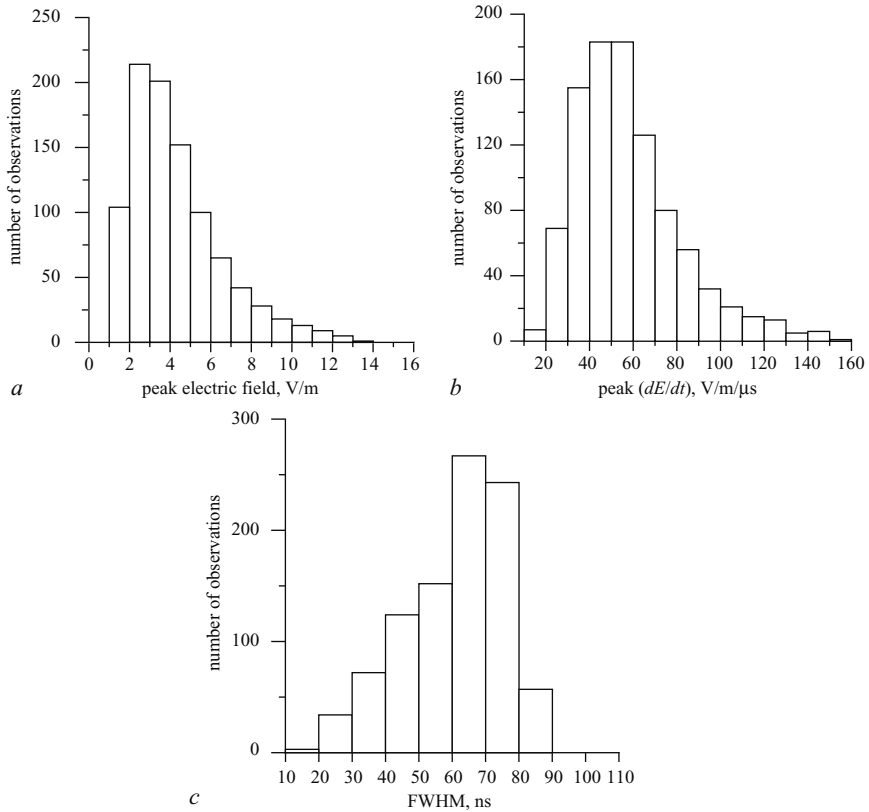 250
200
150
100
50
0
number of observations
0 2 4 6 8 10 12 14 16
peak electric field, V/m
a
200
160
120
80
40
0
number of observations
20 40 60 80 100 120 140 160
peak (dE/dt), V/m/µs
b
300
200
100
0
number of observations
10 20 30 40 50 60 70 80 90 100 110
FWHM, ns
c